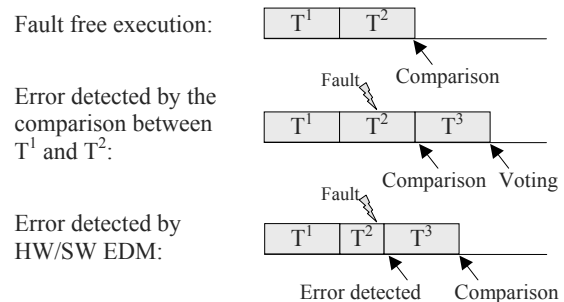 Fault free execution:
T¹ T²
Comparison
Error detected by the
comparison between
T¹ and T²:
Fault
T¹ T² T³
Comparison Voting
Error detected by
HW/SW EDM:
Fault
T¹ T² T³
Error detected Comparison